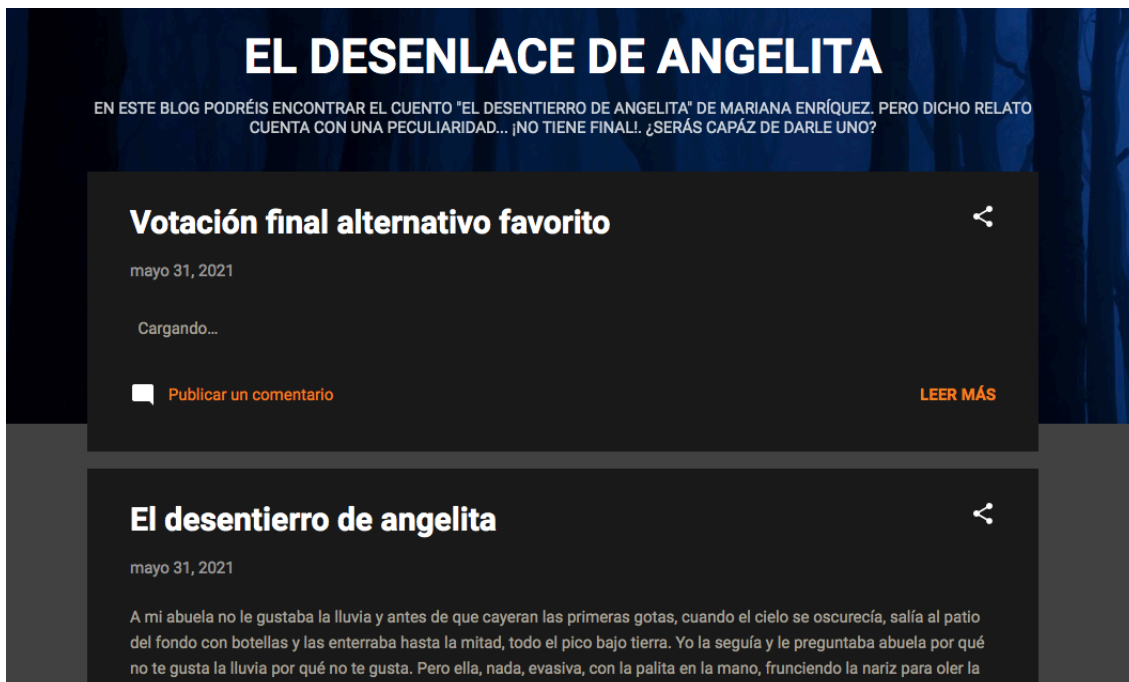 EL DESENLACE DE ANGELITA
EN ESTE BLOG PODRÉIS ENCONTRAR EL CUENTO "EL DESENTIERRO DE ANGELITA" DE MARIANA ENRÍQUEZ. PERO DICHO RELATO
CUENTA CON UNA PECULIARIDAD... ¡NO TIENE FINAL!. ¿SERÁS CAPÁZ DE DARLE UNO?
Votación final alternativo favorito
mayo 31, 2021
Cargando...
Publicar un comentario
LEER MÁS
El desentierro de angelita
mayo 31, 2021
A mi abuela no le gustaba la lluvia y antes de que cayeran las primeras gotas, cuando el cielo se oscurecía, salía al patio
del fondo con botellas y las enterraba hasta la mitad, todo el pico bajo tierra. Yo la seguía y le preguntaba abuela por qué
no te gusta la lluvia por qué no te gusta. Pero ella, nada, evasiva, con la palita en la mano, frunciendo la nariz para oler la